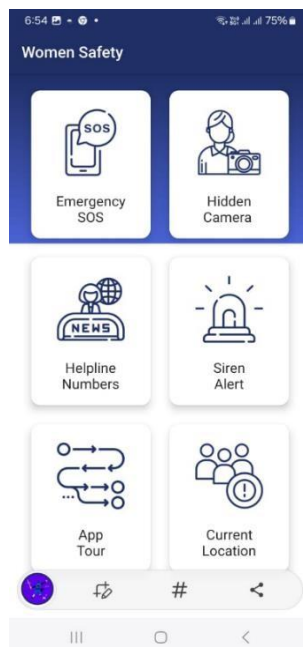 6:54
75%
Women Safety
SOS
Emergency
SOS
Hidden
Camera
NEWS
Helpline
Numbers
Siren
Alert
App
Tour
Current
Location
#